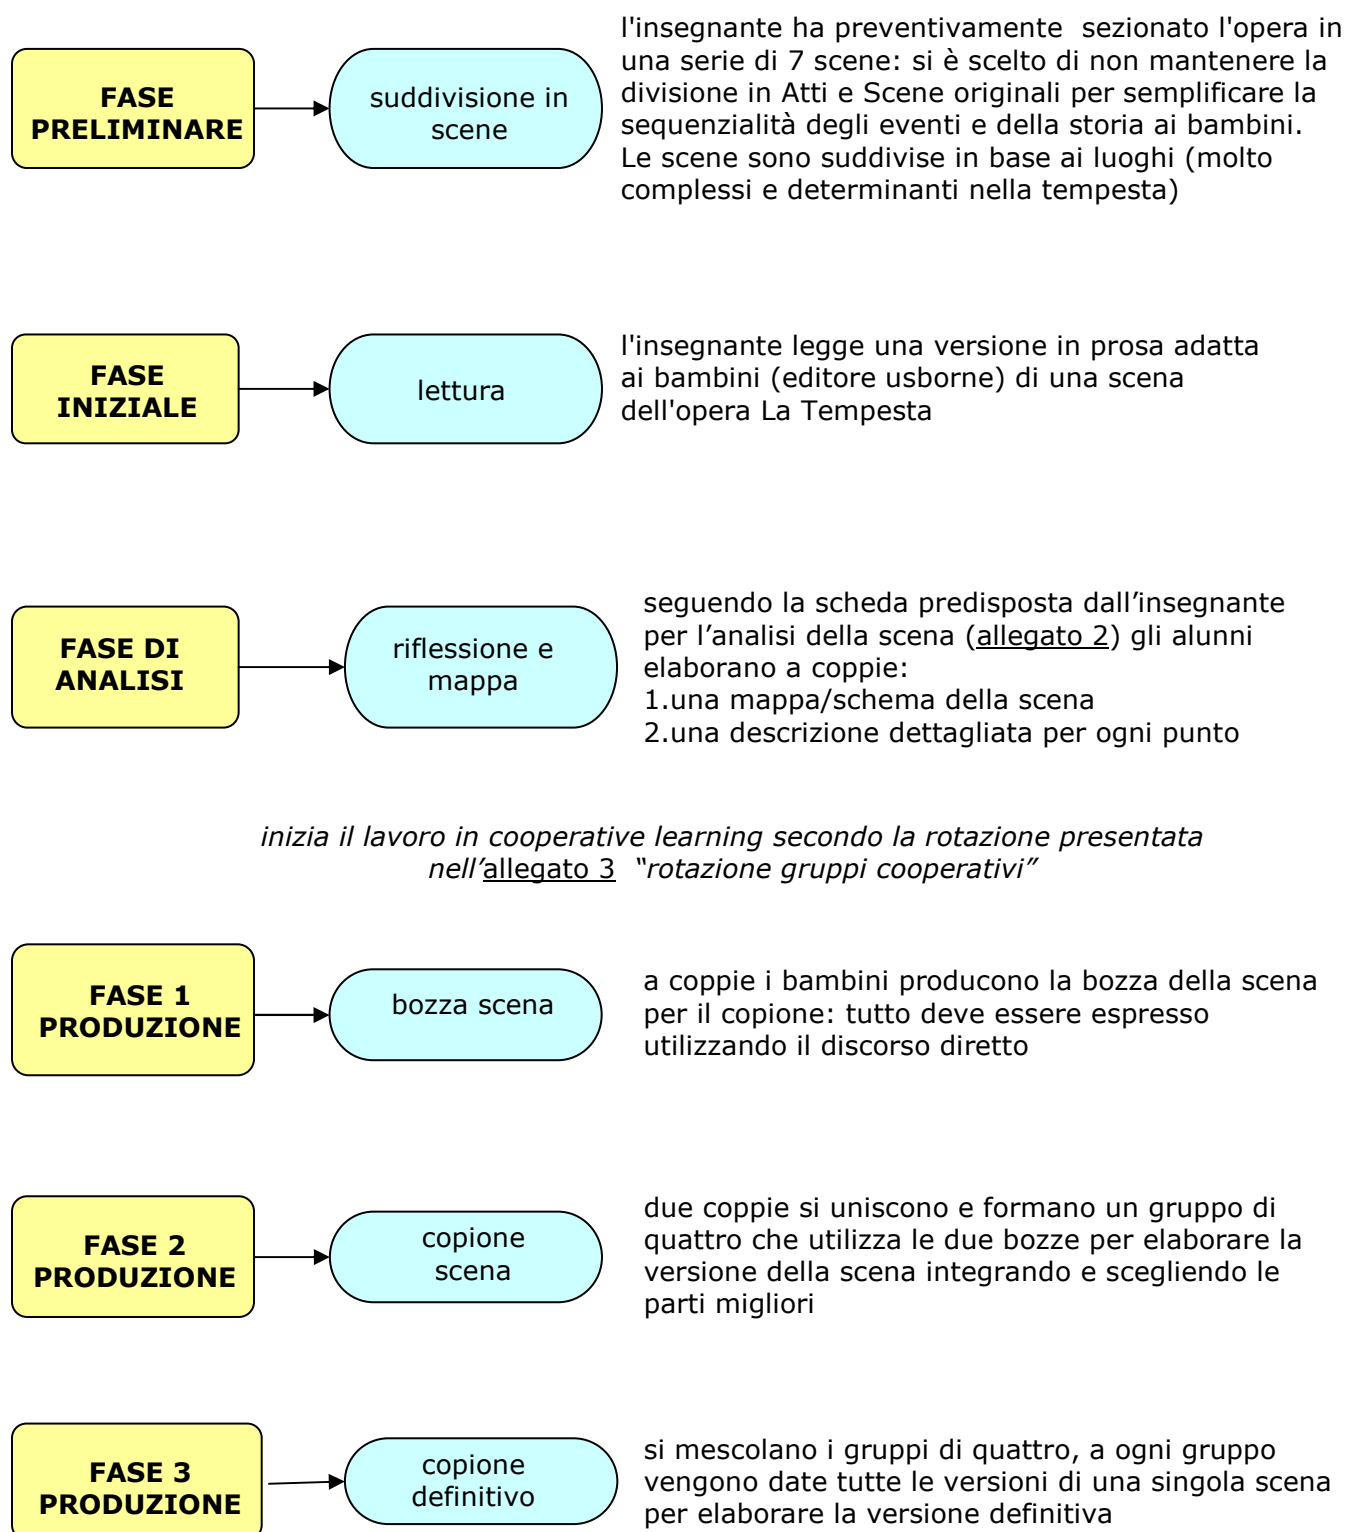 FASE
PRELIMINARE
suddivisione in
scene
l'insegnante ha preventivamente  sezionato l'opera in
una serie di 7 scene: si è scelto di non mantenere la
divisione in Atti e Scene originali per semplificare la
sequenzialità degli eventi e della storia ai bambini.
Le scene sono suddivise in base ai luoghi (molto
complessi e determinanti nella tempesta)
FASE
INIZIALE
lettura
l'insegnante legge una versione in prosa adatta
ai bambini (editore usborne) di una scena
dell'opera La Tempesta
FASE DI
ANALISI
riflessione e
mappa
seguendo la scheda predisposta dall’insegnante
per l’analisi della scena (allegato 2) gli alunni
elaborano a coppie:
1.una mappa/schema della scena
2.una descrizione dettagliata per ogni punto
inizia il lavoro in cooperative learning secondo la rotazione presentata
nell’allegato 3  “rotazione gruppi cooperativi”
FASE 1
PRODUZIONE
bozza scena
a coppie i bambini producono la bozza della scena
per il copione: tutto deve essere espresso
utilizzando il discorso diretto
FASE 2
PRODUZIONE
copione
scena
due coppie si uniscono e formano un gruppo di
quattro che utilizza le due bozze per elaborare la
versione della scena integrando e scegliendo le
parti migliori
FASE 3
PRODUZIONE
copione
definitivo
si mescolano i gruppi di quattro, a ogni gruppo
vengono date tutte le versioni di una singola scena
per elaborare la versione definitiva